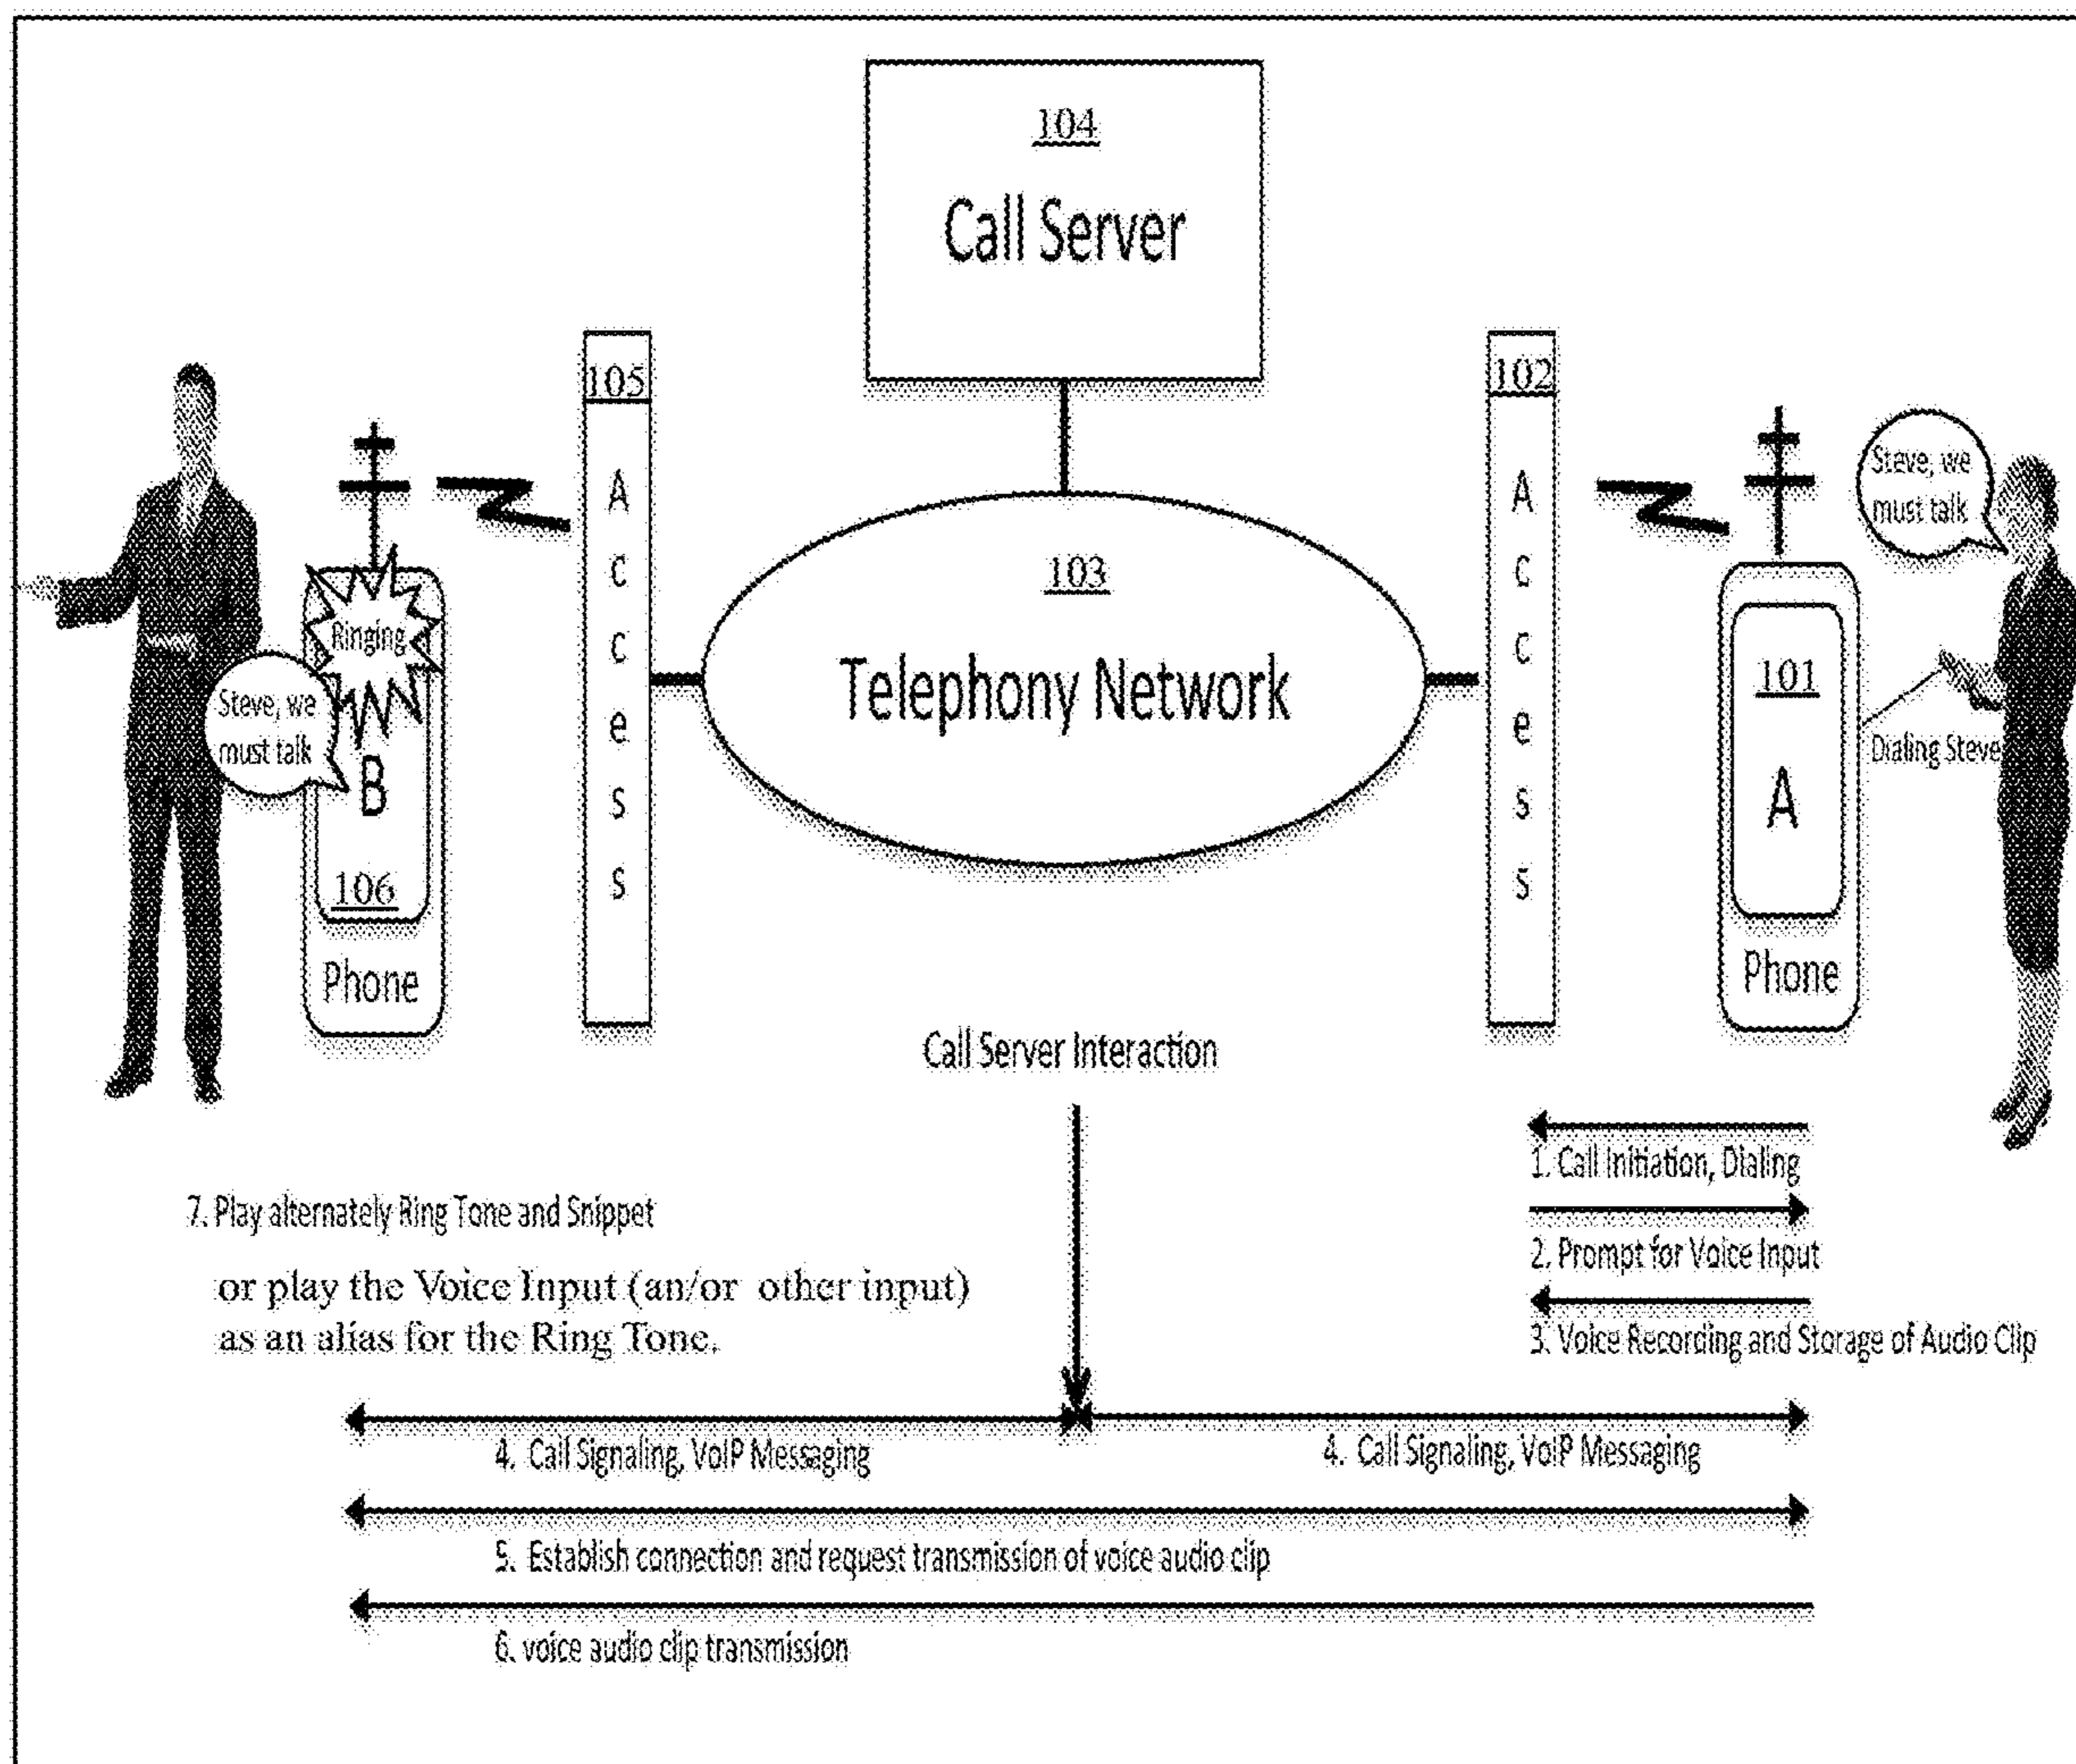 104
Call Server
105
102
Access
Access
Steve, we
must talk
103
Telephony Network
Ringing
Steve, we
must talk
B
106
Phone
101
A
Phone
Dialing Steve
Call Server Interaction
1. Call Initiation, Dialing
2. Prompt for Voice Input
3. Voice Recording and Storage of Audio Clip
7. Play alternately Ring Tone and Snippet
or play the Voice Input (an/or other input)
as an alias for the Ring Tone.
4. Call Signaling, VoIP Messaging
4. Call Signaling, VoIP Messaging
5. Establish connection and request transmission of voice audio clip
6. voice audio clip transmission